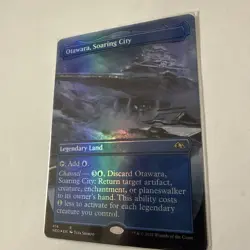 Otawara, Soaring City
Legendary Land
: Add .
Channel — , Discard Otawara,
Soaring City: Return target artifact,
creature, enchantment, or planeswalker
to its owner's hand. This ability costs
less to activate for each legendary
creature you control.